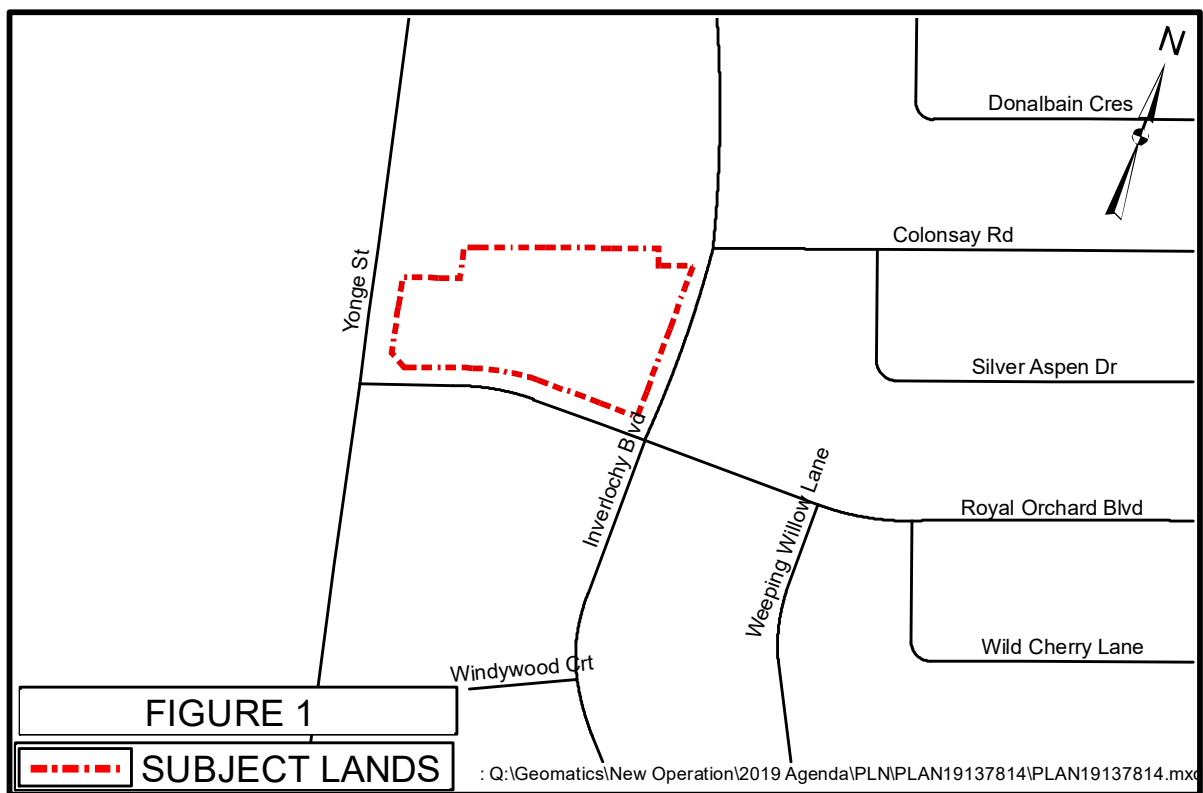 N
Donalbain Cres
Colonsay Rd
Yonge St
Silver Aspen Dr
Inverlochy Blvd
Weeping Willow Lane
Royal Orchard Blvd
Wild Cherry Lane
Windywood Crt
FIGURE 1
SUBJECT LANDS
: Q:\Geomatics\New Operation\2019 Agenda\PLN\PLAN19137814\PLAN19137814.mxd